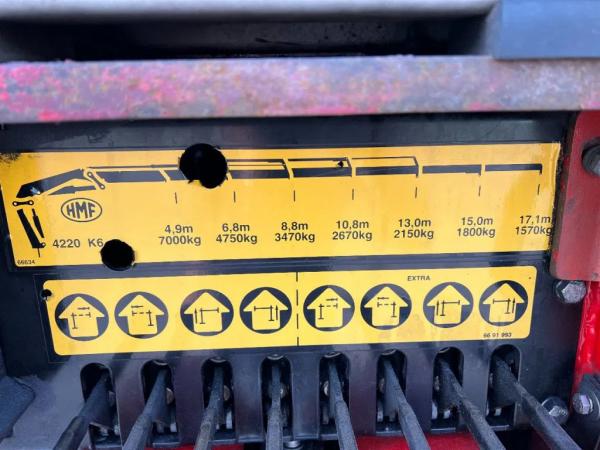 HMF
4,9m 6,8m 8,8m 10,8m 13,0m 15,0m 17,1m
4220 K6 7000kg 4750kg 3470kg 2670kg 2150kg 1800kg 1570kg
66634
EXTRA
66 91 993